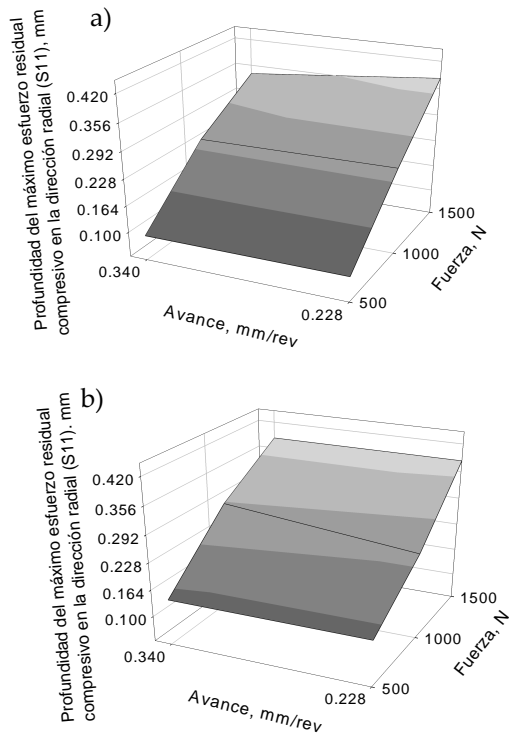 a)
Profundidad del máximo esfuerzo residual
compresivo en la dirección radial (S11), mm
0.420
0.356
0.292
0.228
0.164
0.100
0.340
Avance, mm/rev
0.228
500
1000
1500
Fuerza, N
b)
Profundidad del máximo esfuerzo residual
compresivo en la dirección radial (S11). mm
0.420
0.356
0.292
0.228
0.164
0.100
0.340
Avance, mm/rev
0.228
500
1000
1500
Fuerza, N